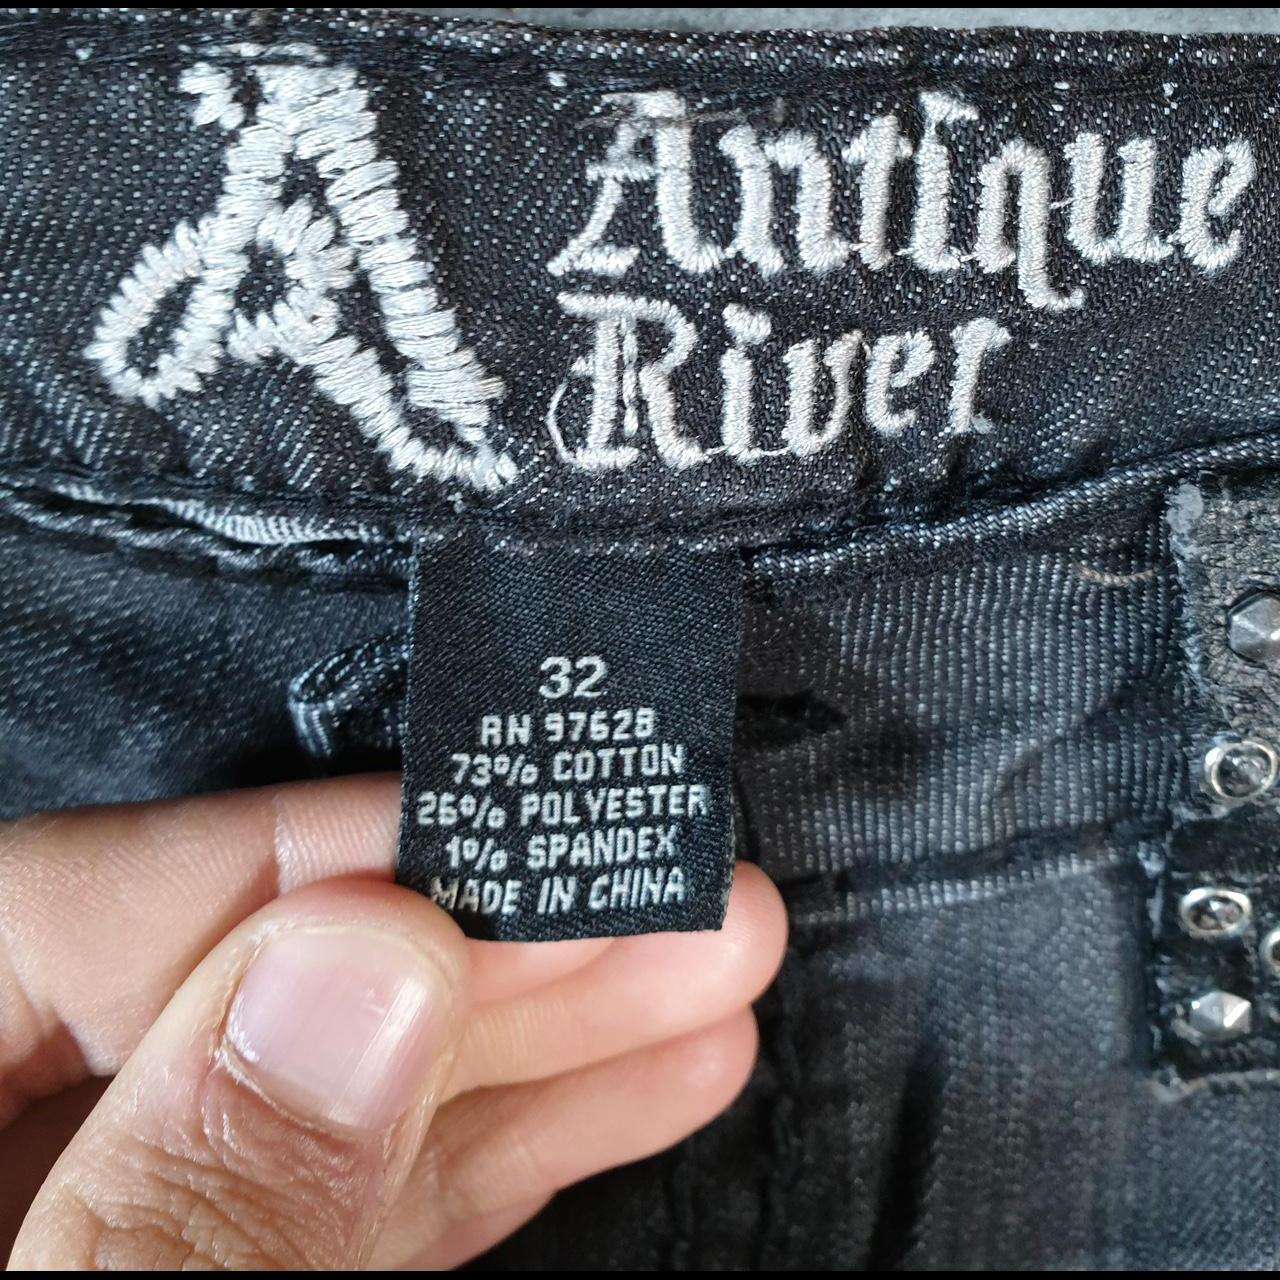 A
Antique
River
32
RN 97628
73% COTTON
26% POLYESTER
1% SPANDEX
MADE IN CHINA